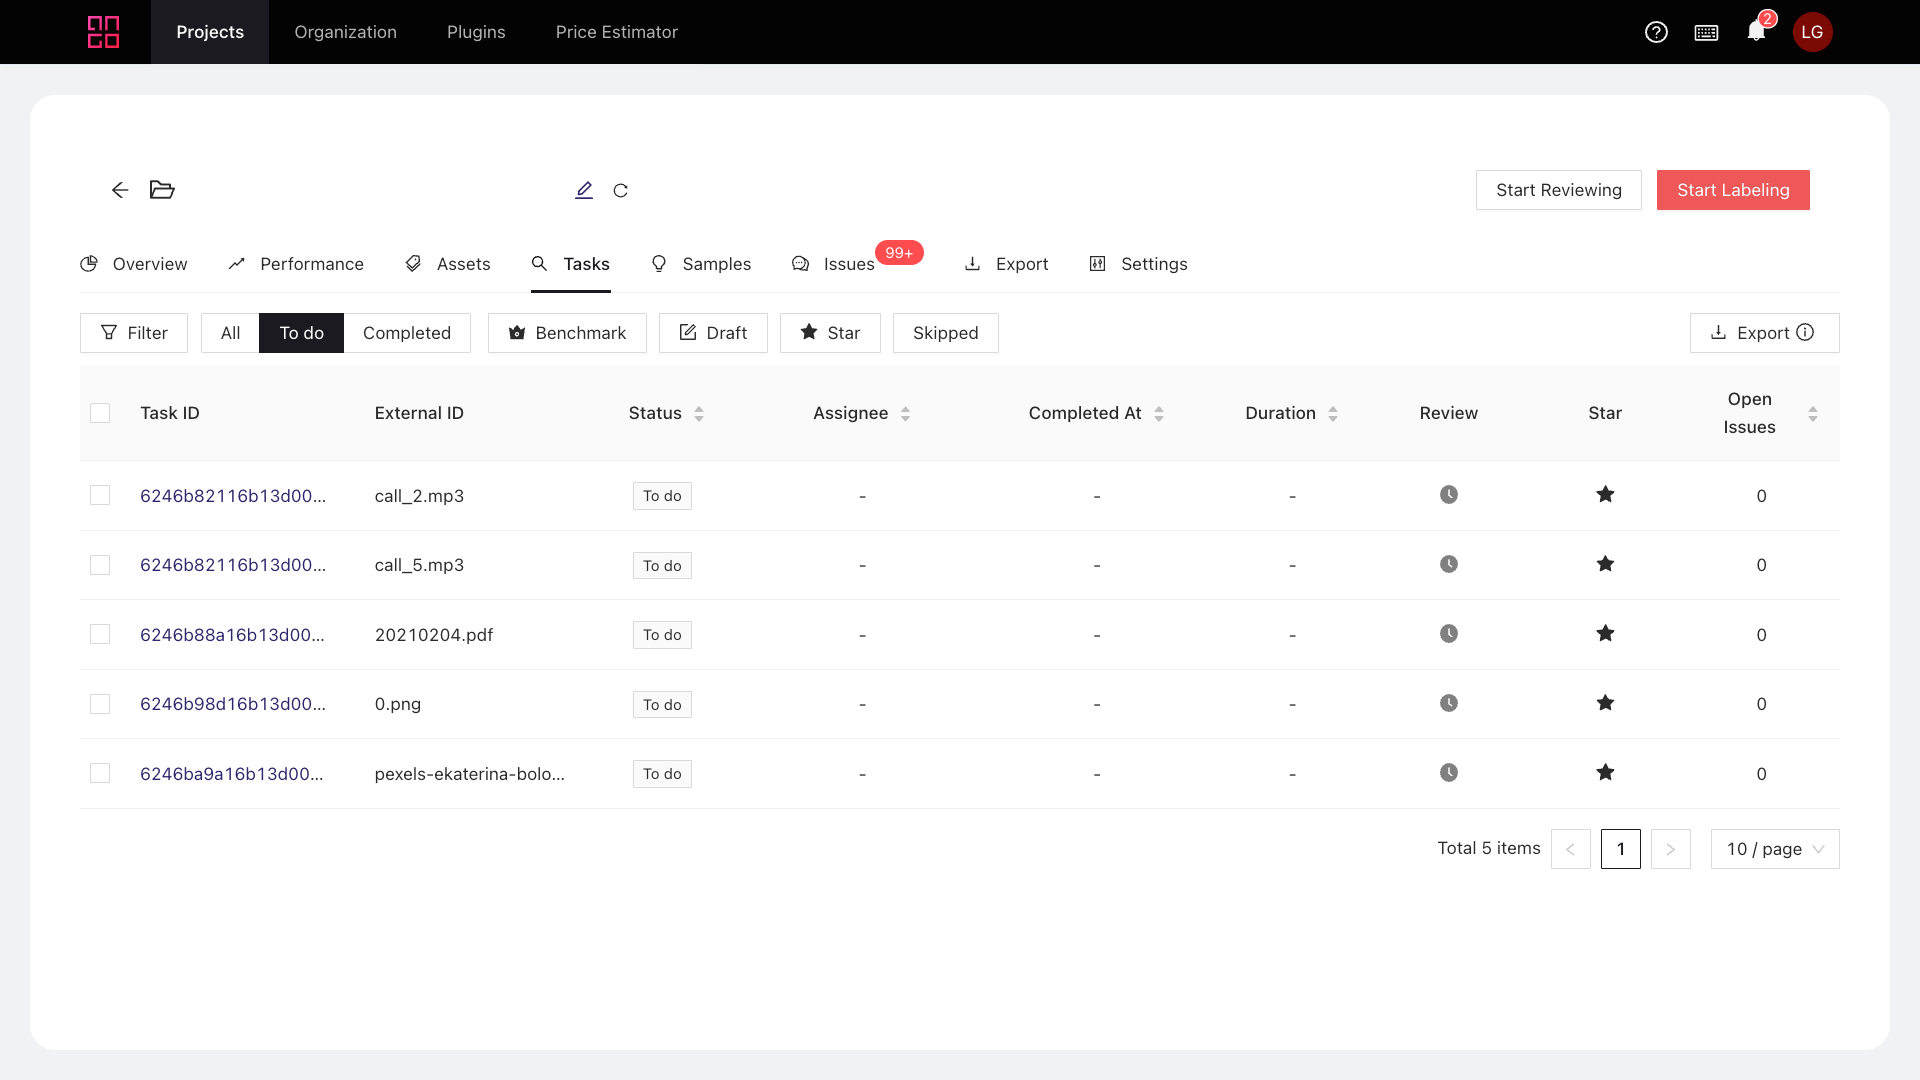 Projects Organization Plugins Price Estimator 2 LG
Start Reviewing Start Labeling
Overview Performance Assets Tasks Samples Issues 99+ Export Settings
Filter All To do Completed Benchmark Draft Star Skipped Export
Task ID External ID Status Assignee Completed At Duration Review Star Open Issues
6246b82116b13d00... call_2.mp3 To do - - - 0
6246b82116b13d00... call_5.mp3 To do - - - 0
6246b88a16b13d00... 20210204.pdf To do - - - 0
6246b98d16b13d00... 0.png To do - - - 0
6246ba9a16b13d00... pexels-ekaterina-bolo... To do - - - 0
Total 5 items < 1 > 10 / page